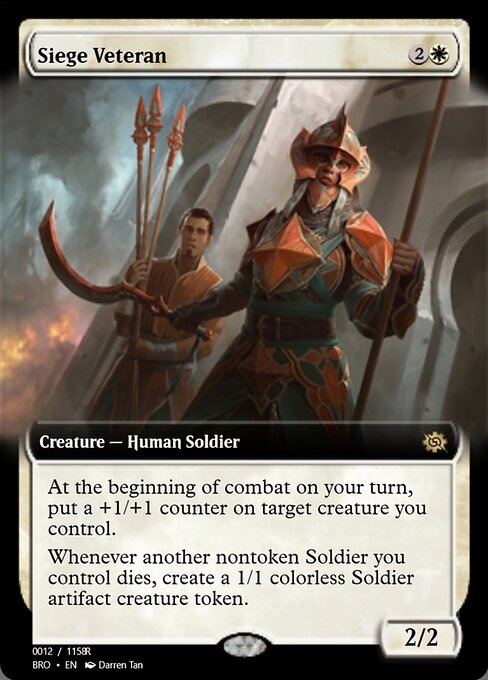 Siege Veteran 2
Creature — Human Soldier
At the beginning of combat on your turn,
put a +1/+1 counter on target creature you
control.
Whenever another nontoken Soldier you
control dies, create a 1/1 colorless Soldier
artifact creature token.
2/2
0012 / 1158R
BRO • EN Darren Tan